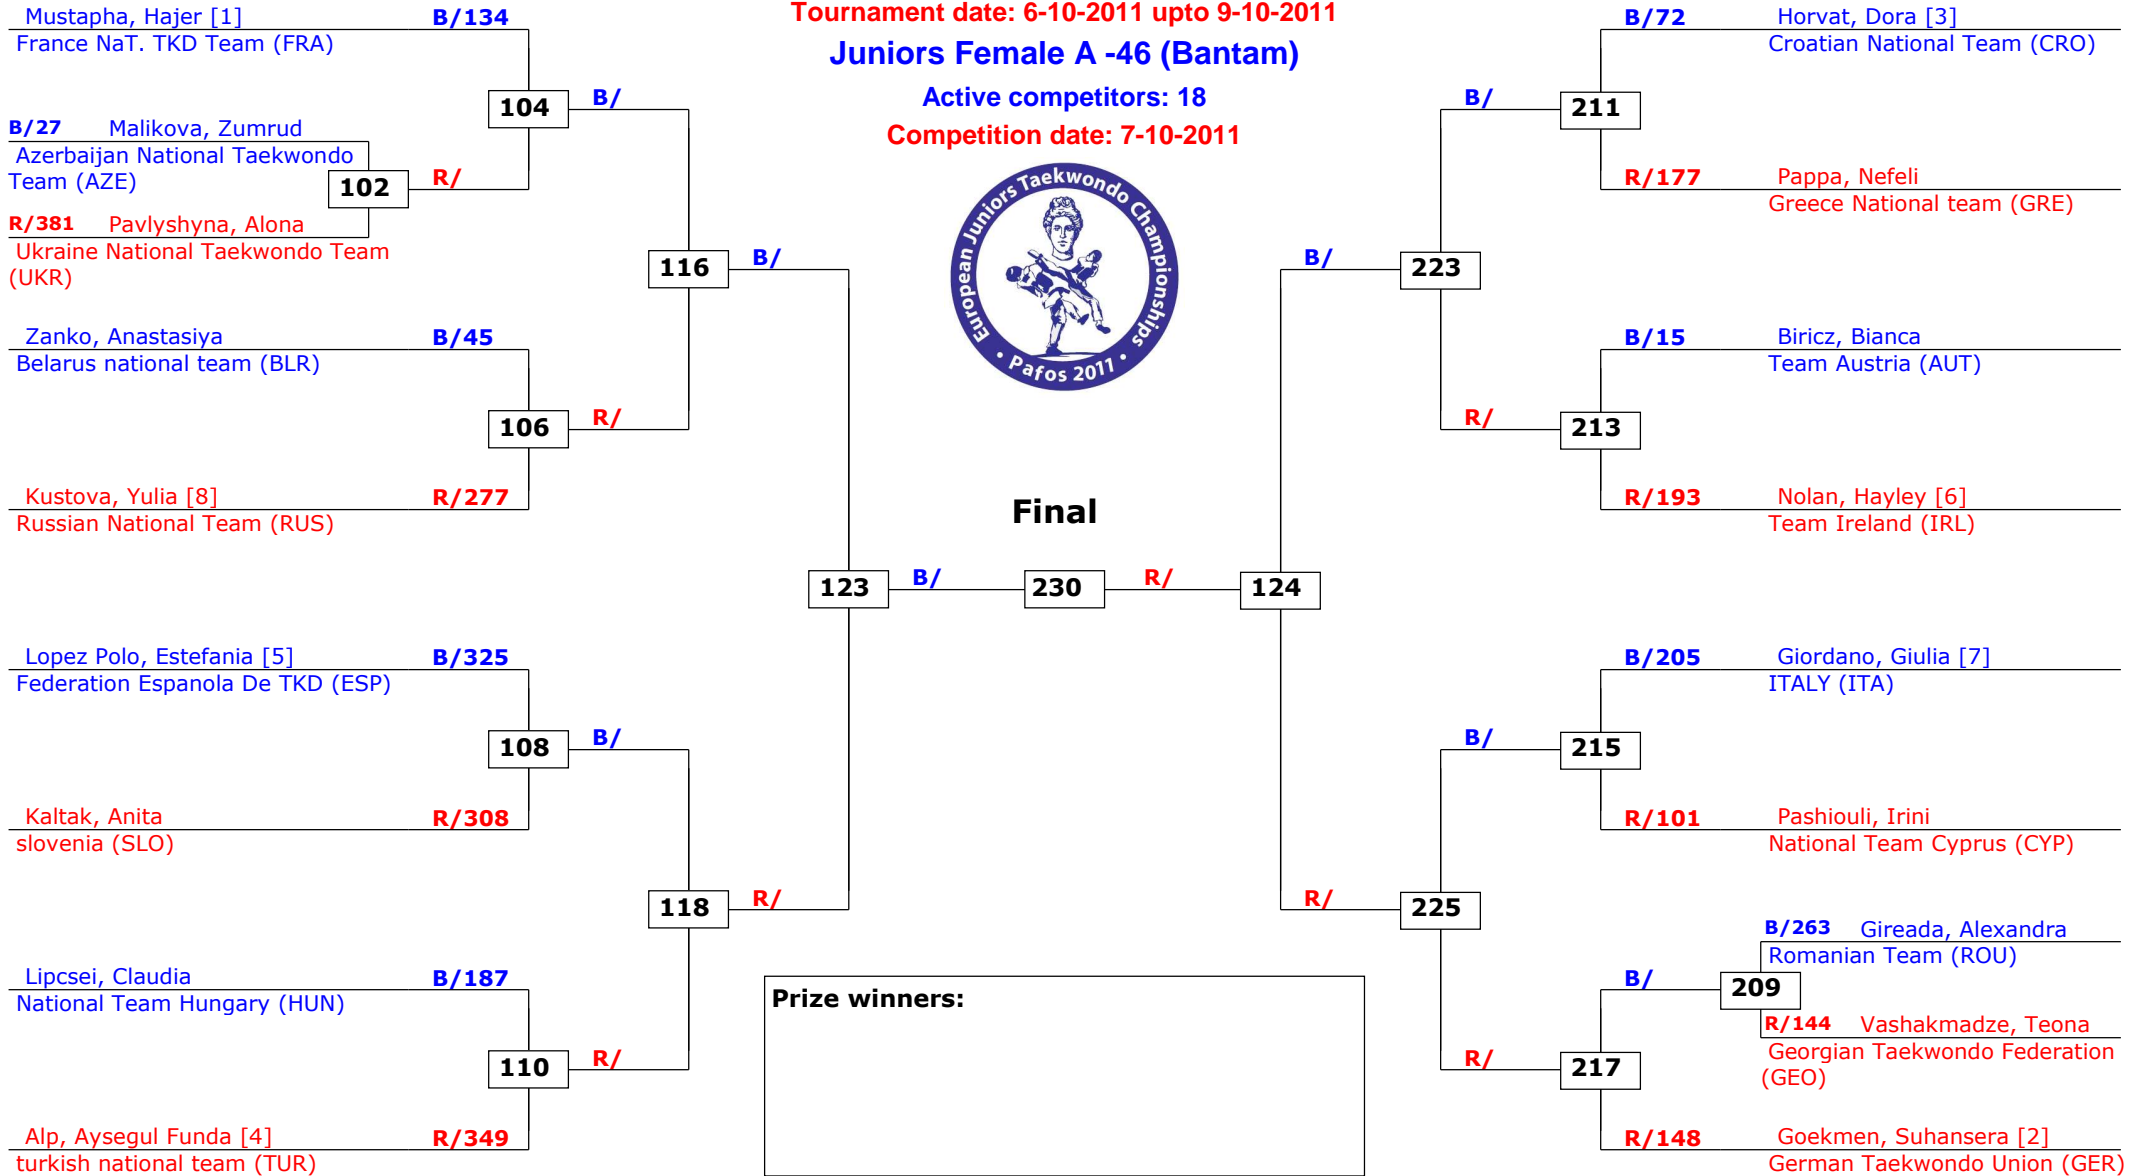 Tournament date: 6-10-2011 upto 9-10-2011
Juniors Female A -46 (Bantam)
Active competitors: 18
Competition date: 7-10-2011
European Juniors Taekwondo Championships
• Pafos 2011 •
Mustapha, Hajer [1] B/134
France NaT. TKD Team (FRA)
104 B/
B/27 Malikova, Zumrud
Azerbaijan National Taekwondo
Team (AZE)
102 R/
R/381 Pavlyshyna, Alona
Ukraine National Taekwondo Team
(UKR)
116 B/
Zanko, Anastasiya B/45
Belarus national team (BLR)
106 R/
Kustova, Yulia [8] R/277
Russian National Team (RUS)
Final
123 B/ 230 R/ 124
Lopez Polo, Estefania [5] B/325
Federation Espanola De TKD (ESP)
108 B/
Kaltak, Anita R/308
slovenia (SLO)
118 R/
Lipcsei, Claudia B/187
National Team Hungary (HUN)
110 R/
Alp, Aysegul Funda [4] R/349
turkish national team (TUR)
B/72 Horvat, Dora [3]
Croatian National Team (CRO)
B/ 211
R/177 Pappa, Nefeli
Greece National team (GRE)
B/ 223
B/15 Biricz, Bianca
Team Austria (AUT)
R/ 213
R/193 Nolan, Hayley [6]
Team Ireland (IRL)
B/205 Giordano, Giulia [7]
ITALY (ITA)
B/ 215
R/101 Pashiouli, Irini
National Team Cyprus (CYP)
R/ 225
B/263 Gireada, Alexandra
Romanian Team (ROU)
B/ 209
R/144 Vashakmadze, Teona
Georgian Taekwondo Federation
(GEO)
R/ 217
R/148 Goekmen, Suhansera [2]
German Taekwondo Union (GER)
Prize winners: